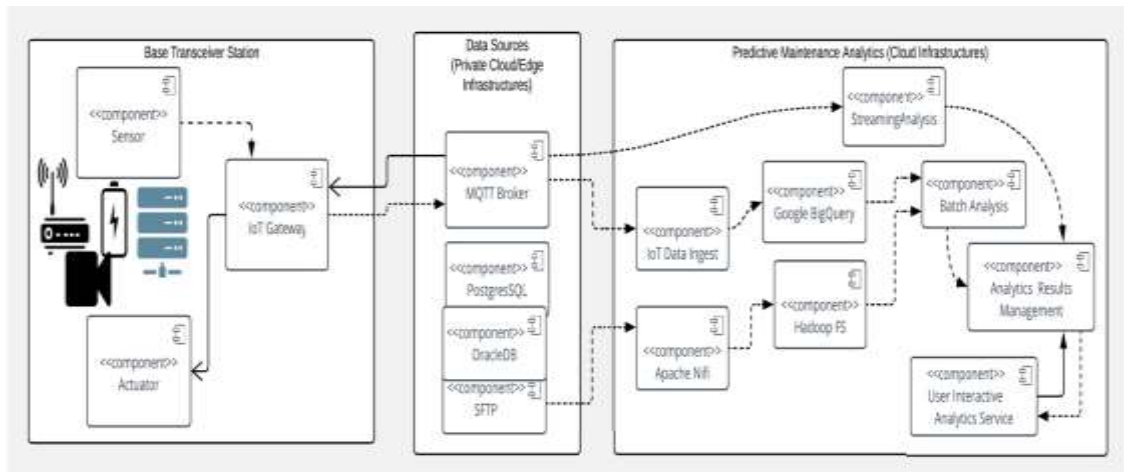 Base Transceiver Station
<<component>>
Sensor
<<component>>
IoT Gateway
<<component>>
Actuator
Data Sources
(Private Cloud/Edge
Infrastructures)
<<component>>
MQTT Broker
<<component>>
PostgresSQL
<<component>>
OracleDB
<<component>>
SFTP
Predictive Maintenance Analytics (Cloud Infrastructures)
<<component>>
StreamingAnalysis
<<component>>
IoT Data Ingest
<<component>>
Google BigQuery
<<component>>
Batch Analysis
<<component>>
Apache Nifi
<<component>>
Hadoop FS
<<component>>
Analytics Results
Management
<<component>>
User Interactive
Analytics Service